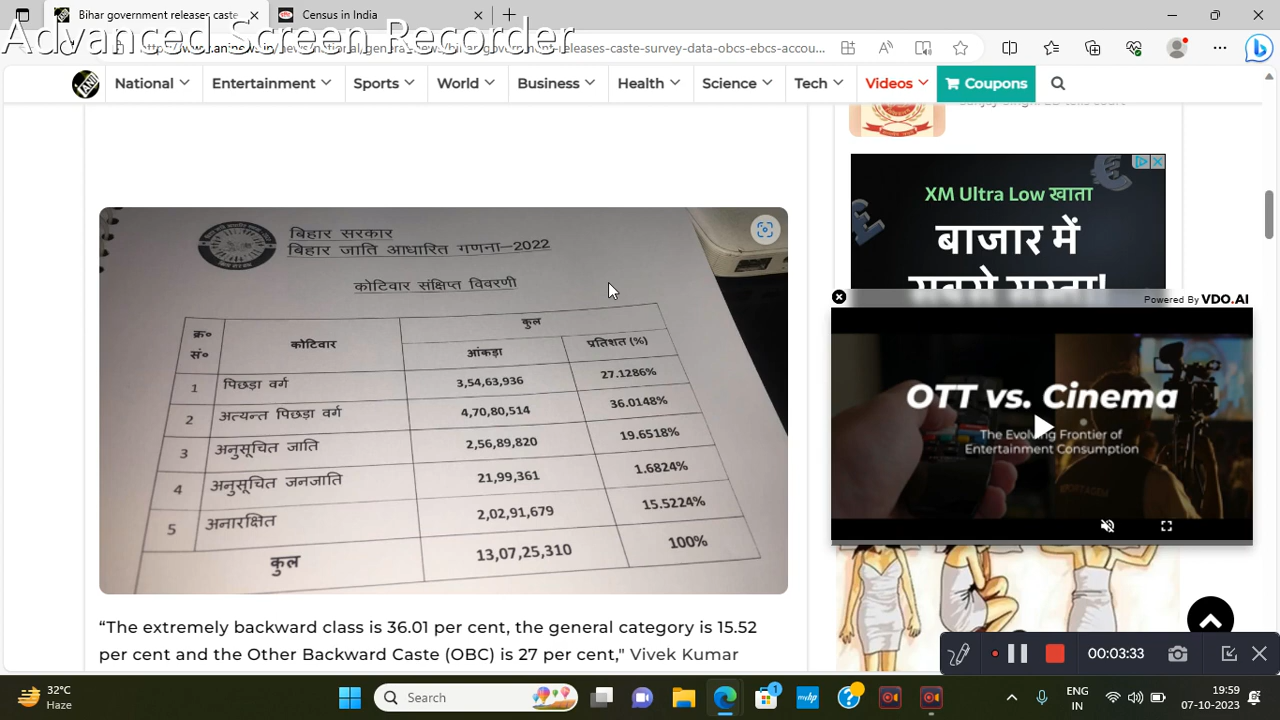 Bihar government releases caste
Census in India
Advanced Screen Recorder
National
Entertainment
Sports
World
Business
Health
Science
Tech
Videos
Coupons
बिहार सरकार
बिहार जाति आधारित गणना–2022
कोटिवार संक्षिप्त विवरणी
क्र० सं० कोटिवार कुल
आंकड़ा प्रतिशत (%)
1 पिछड़ा वर्ग 3,54,63,936 27.1286%
2 अत्यन्त पिछड़ा वर्ग 4,70,80,514 36.0148%
3 अनुसूचित जाति 2,56,89,820 19.6518%
4 अनुसूचित जनजाति 21,99,361 1.6824%
5 अनारक्षित 2,02,91,679 15.5224%
कुल 13,07,25,310 100%
“The extremely backward class is 36.01 per cent, the general category is 15.52
per cent and the Other Backward Caste (OBC) is 27 per cent," Vivek Kumar
XM Ultra Low खाता
बाजार में
Powered By VDO.AI
OTT vs. Cinema
The Evolving Frontier of
Entertainment Consumption
00:03:33
32°C
Haze
Search
1
ENG
IN
19:59
07-10-2023